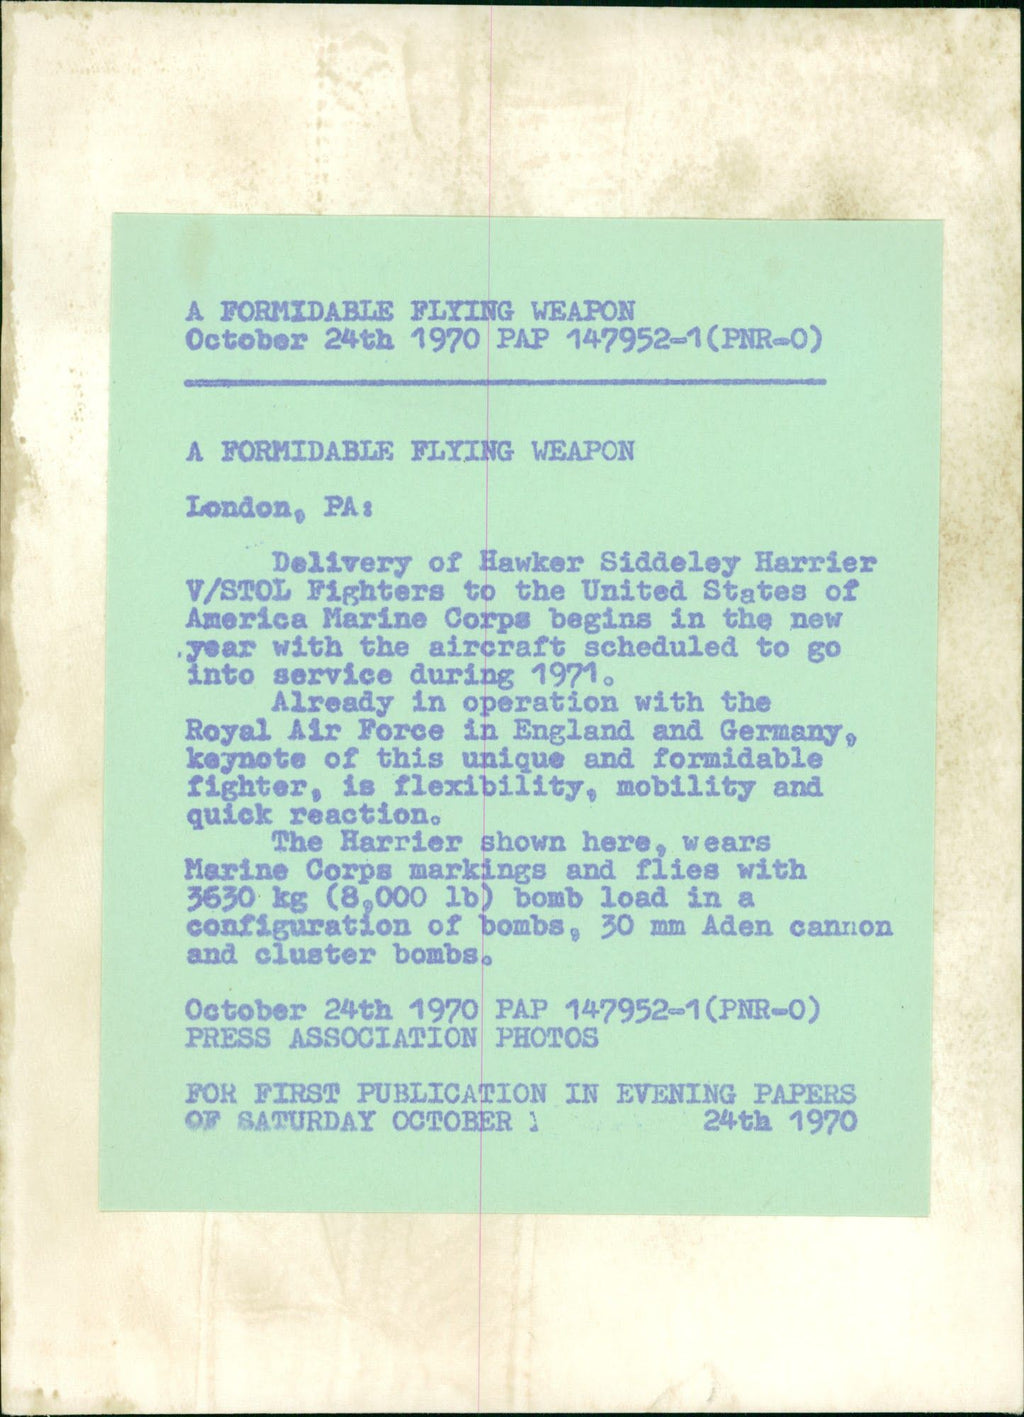 A FORMIDABLE FLYING WEAPON
October 24th 1970 PAP 147952-1(PNR-0)
A FORMIDABLE FLYING WEAPON
London, PA:
Delivery of Hawker Siddeley Harrier
V/STOL Fighters to the United States of
America Marine Corps begins in the new
year with the aircraft scheduled to go
into service during 1971.
Already in operation with the
Royal Air Force in England and Germany,
keynote of this unique and formidable
fighter, is flexibility, mobility and
quick reaction.
The Harrier shown here, wears
Marine Corps markings and flies with
3630 kg (8,000 lb) bomb load in a
configuration of bombs, 30 mm Aden cannon
and cluster bombs.
October 24th 1970 PAP 147952-1(PNR-0)
PRESS ASSOCIATION PHOTOS
FOR FIRST PUBLICATION IN EVENING PAPERS
OF SATURDAY OCTOBER 24th 1970